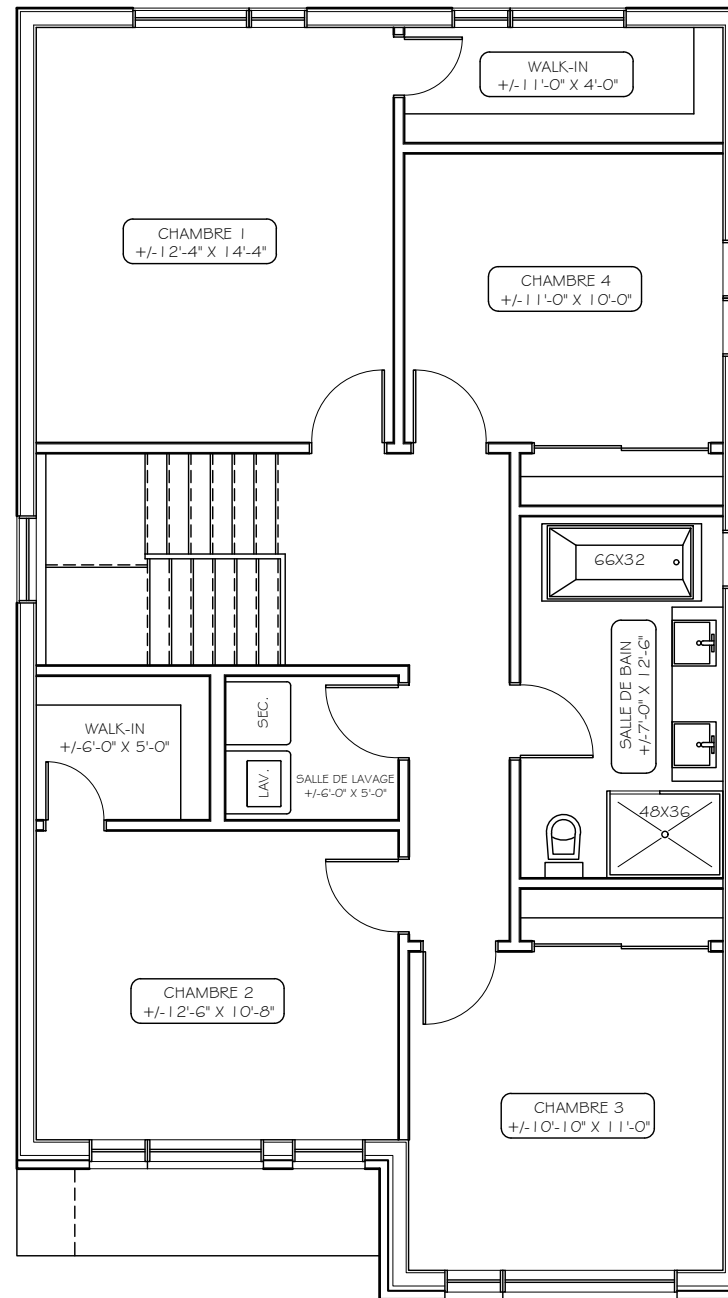 WALK-IN
+/-11'-0" X 4'-0"
CHAMBRE 1
+/-12'-4" X 14'-4"
CHAMBRE 4
+/-11'-0" X 10'-0"
66X32
SALLE DE BAIN
+/-7'-0" X 12'-6"
WALK-IN
+/-6'-0" X 5'-0"
SEC.
LAV.
SALLE DE LAVAGE
+/-6'-0" X 5'-0"
48X36
CHAMBRE 2
+/-12'-6" X 10'-8"
CHAMBRE 3
+/-10'-10" X 11'-0"